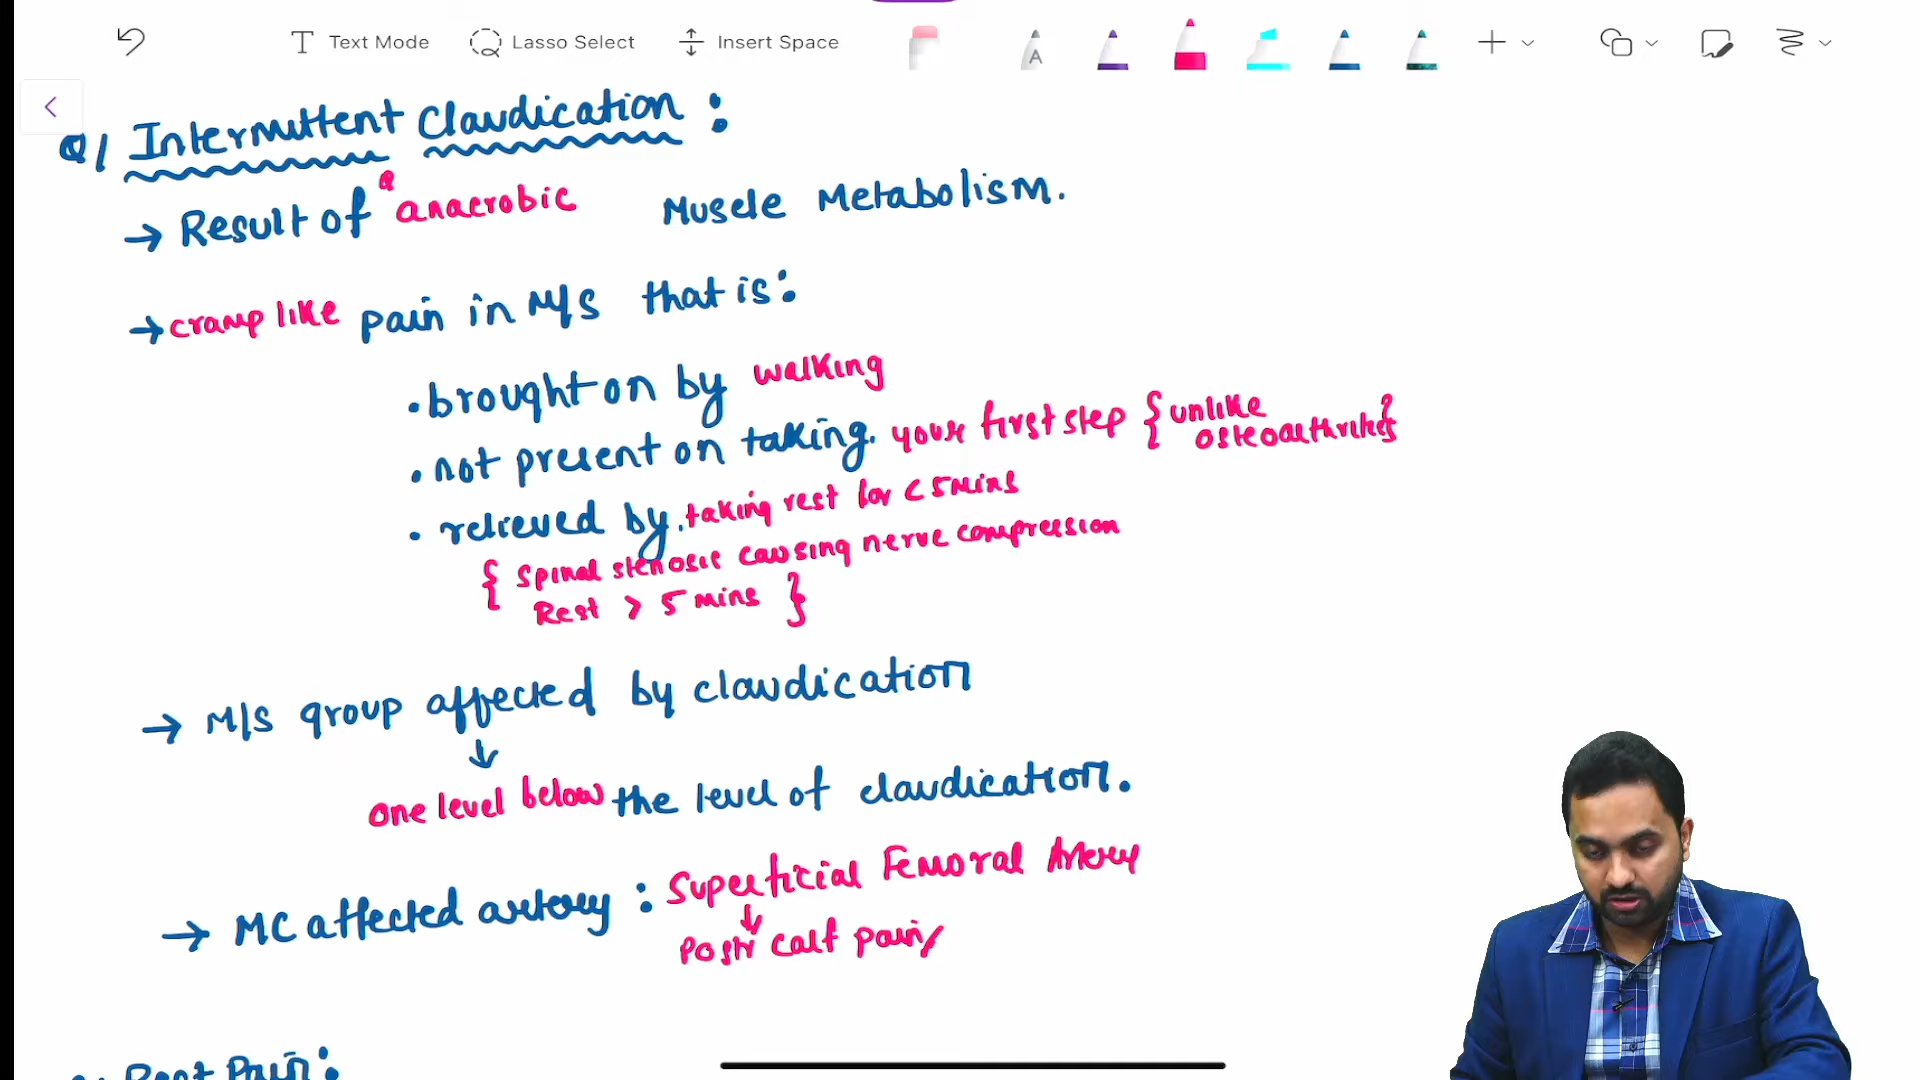 Text Mode Lasso Select Insert Space
A
Q/ Intermittent Claudication :
→ Result of anaerobic Muscle Metabolism.
→ cramp like pain in M/S that is :
• brought on by walking
• not present on taking. your first step { unlike
osteoarthritis }
• relieved by. taking rest for < 5 Mins
{ Spinal stenosis causing nerve compression
Rest > 5 mins }
→ M/S group affected by claudication
↓
one level below the level of claudication.
→ MC affected artery : Superficial Femoral Artery
↓
Postr calf pain
Rest Pain :